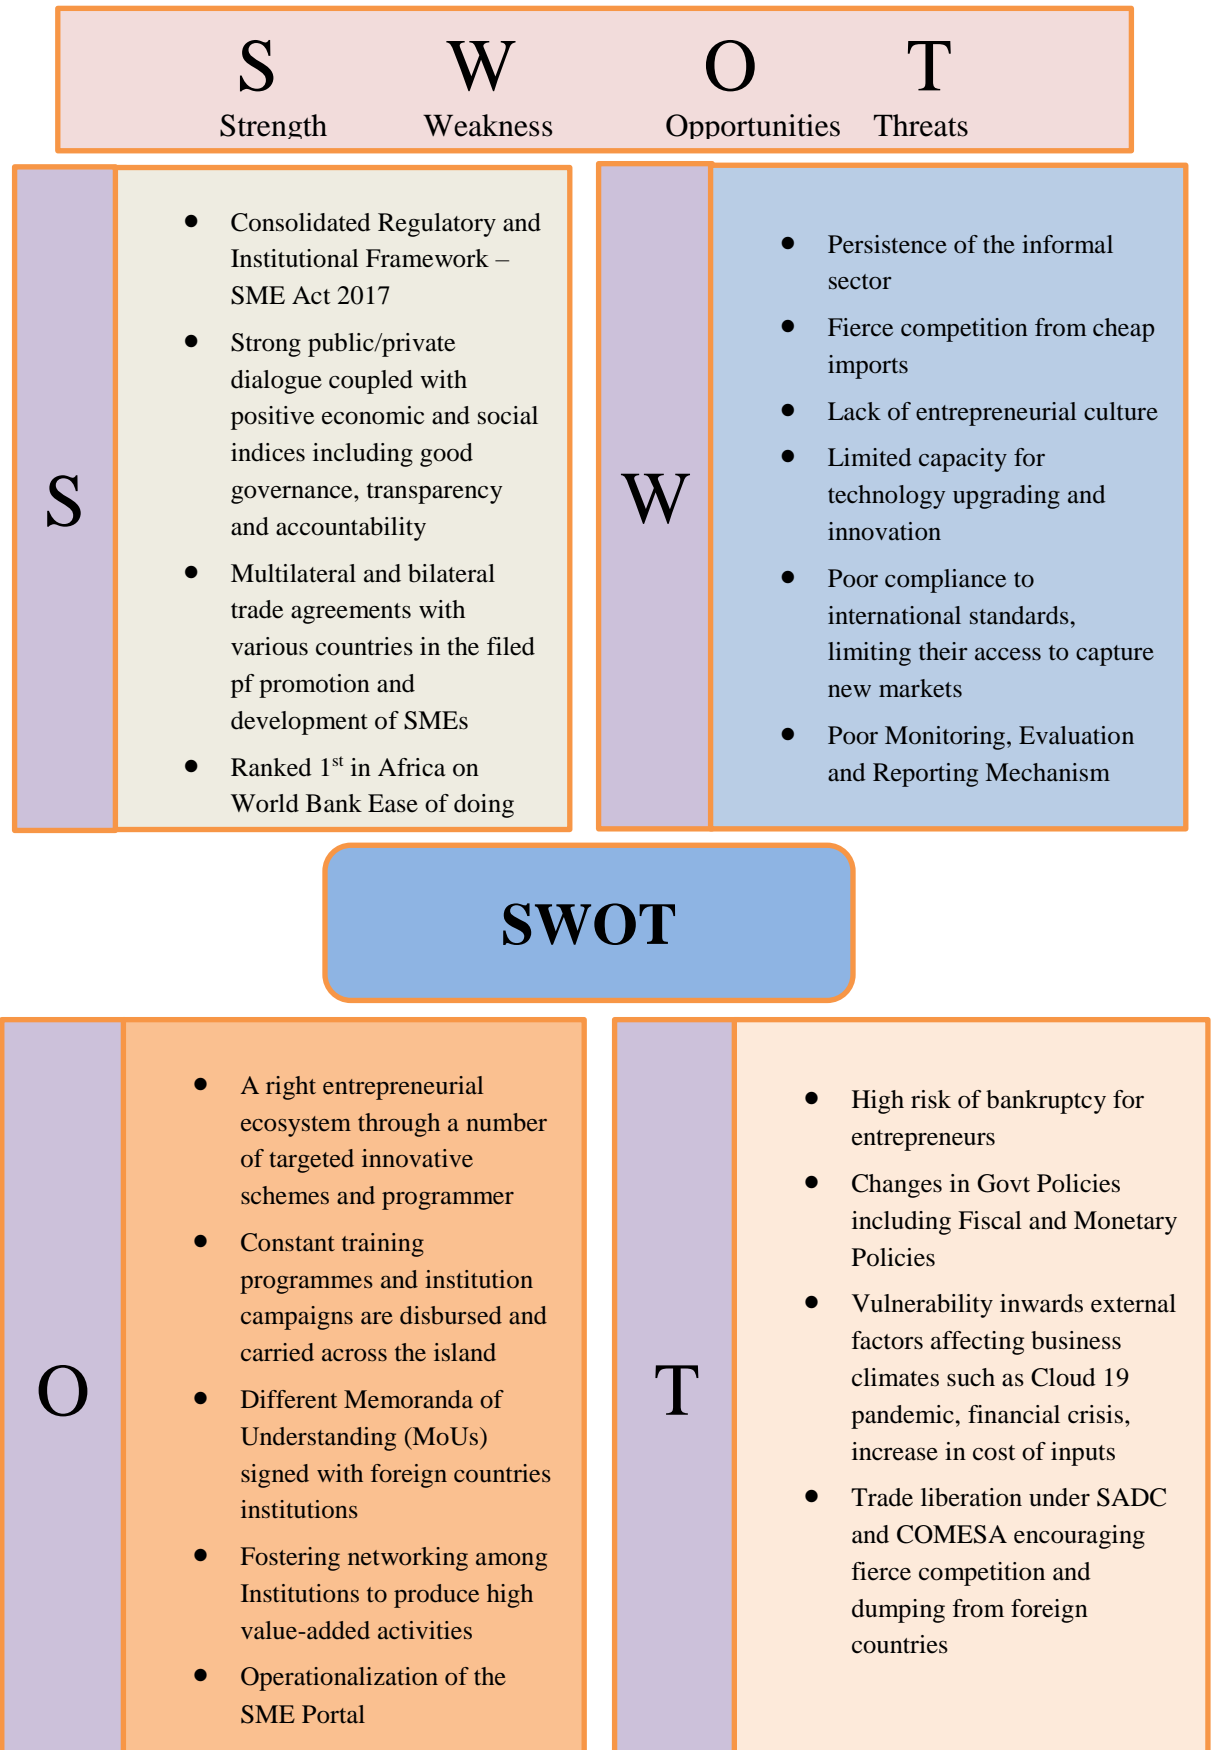 S W O T
Strength Weakness Opportunities Threats
S
● Consolidated Regulatory and
Institutional Framework –
SME Act 2017
● Strong public/private
dialogue coupled with
positive economic and social
indices including good
governance, transparency
and accountability
● Multilateral and bilateral
trade agreements with
various countries in the filed
pf promotion and
development of SMEs
● Ranked 1st in Africa on
World Bank Ease of doing
W
● Persistence of the informal
sector
● Fierce competition from cheap
imports
● Lack of entrepreneurial culture
● Limited capacity for
technology upgrading and
innovation
● Poor compliance to
international standards,
limiting their access to capture
new markets
● Poor Monitoring, Evaluation
and Reporting Mechanism
SWOT
O
● A right entrepreneurial
ecosystem through a number
of targeted innovative
schemes and programmer
● Constant training
programmes and institution
campaigns are disbursed and
carried across the island
● Different Memoranda of
Understanding (MoUs)
signed with foreign countries
institutions
● Fostering networking among
Institutions to produce high
value-added activities
● Operationalization of the
SME Portal
T
● High risk of bankruptcy for
entrepreneurs
● Changes in Govt Policies
including Fiscal and Monetary
Policies
● Vulnerability inwards external
factors affecting business
climates such as Cloud 19
pandemic, financial crisis,
increase in cost of inputs
● Trade liberation under SADC
and COMESA encouraging
fierce competition and
dumping from foreign
countries